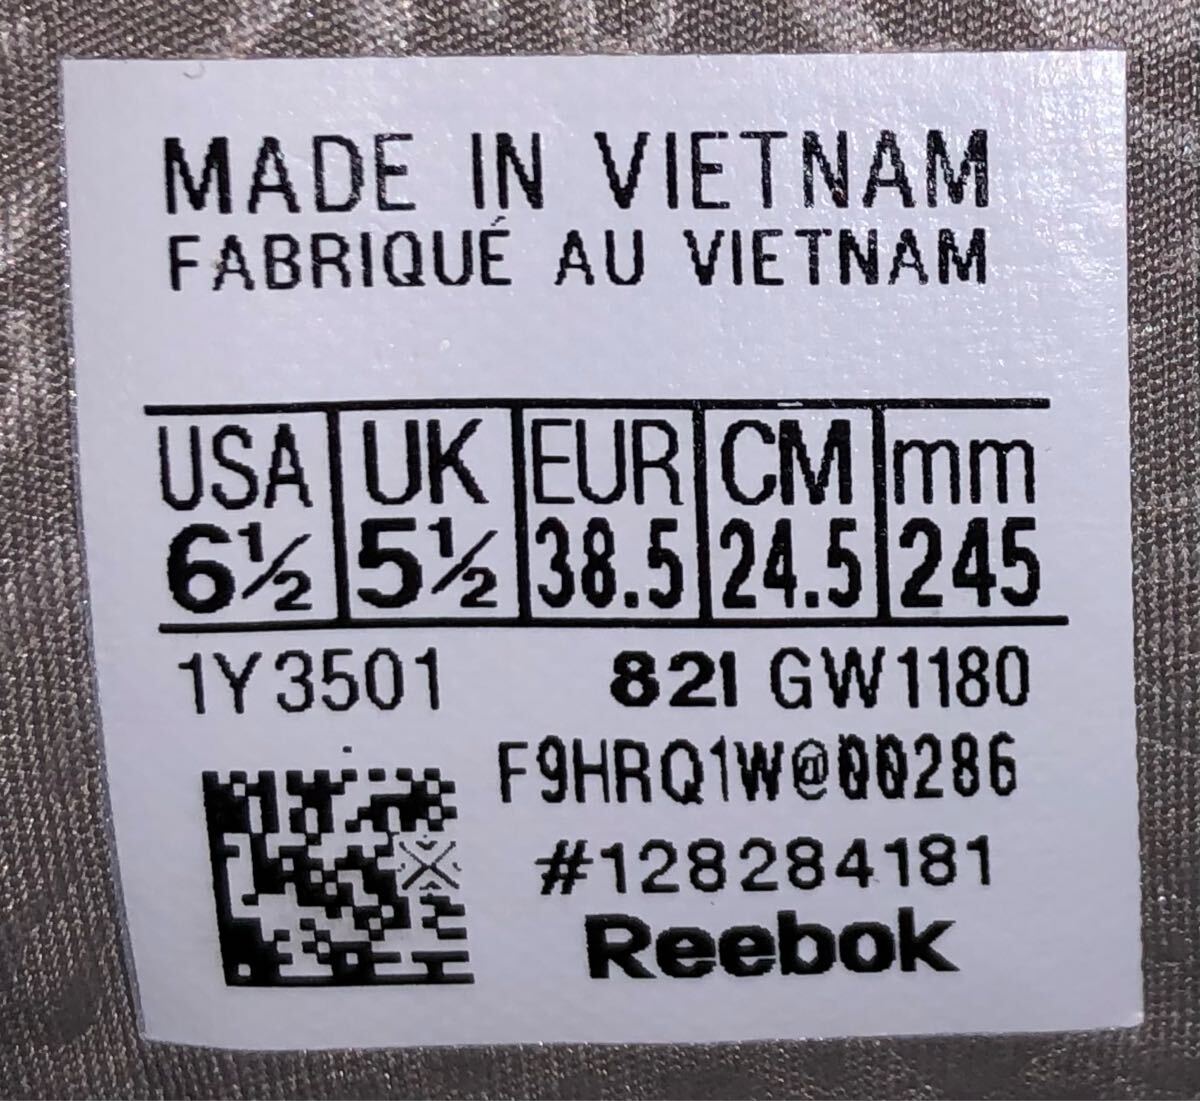 MADE IN VIETNAM
FABRIQUÉ AU VIETNAM
USA UK EUR CM mm
6½ 5½ 38.5 24.5 245
1Y3501 821 GW1180
F9HRQ1W@00286
#128284181
Reebok